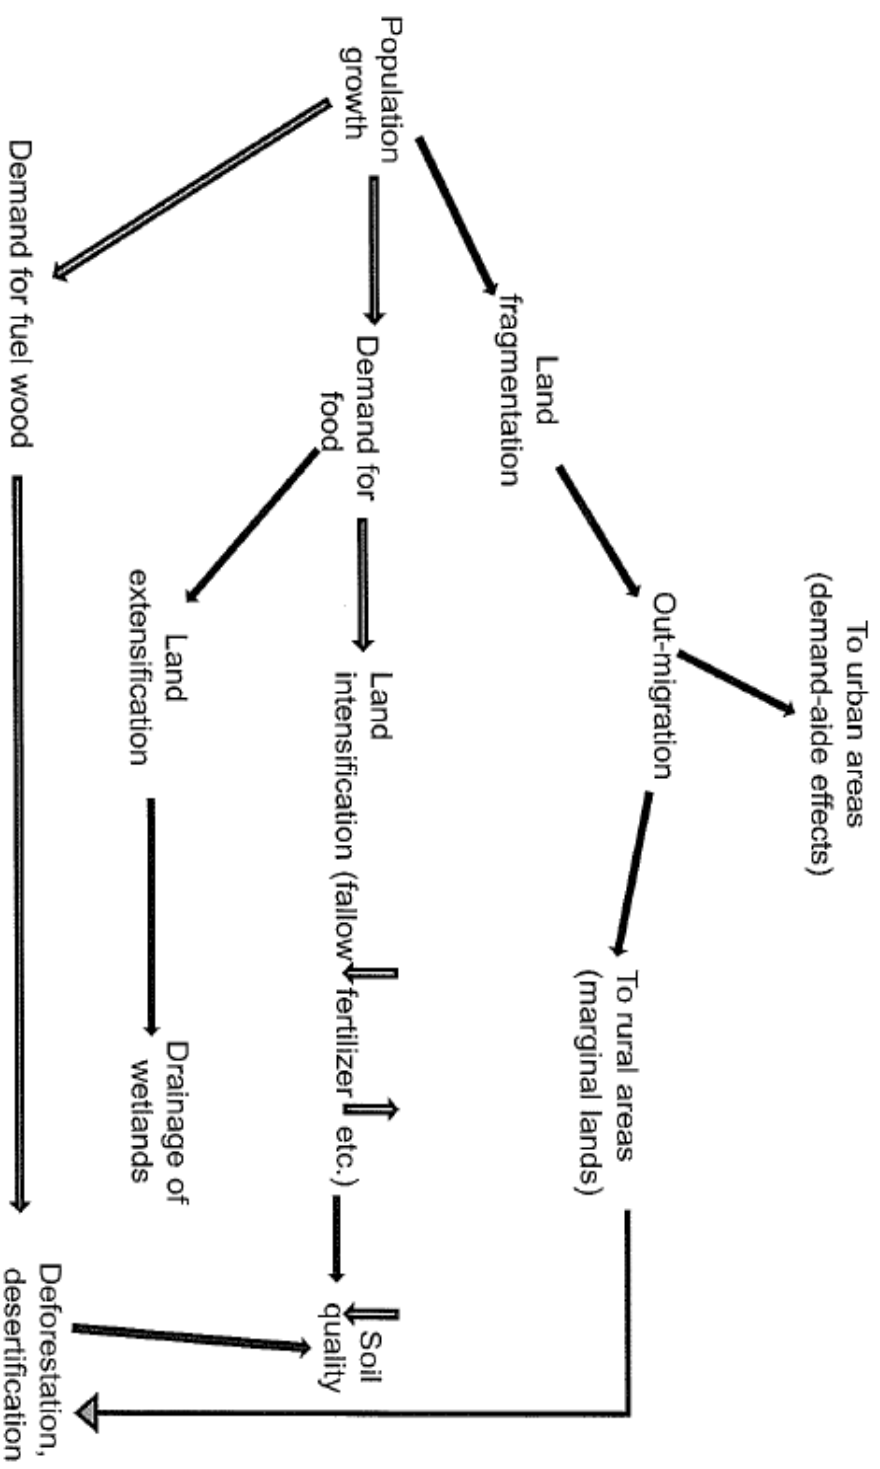 To urban areas
(demand-aide effects)
Out-migration
To rural areas
(marginal lands)
Land
fragmentation
Population
growth
Demand for
food
Land
intensification (fallow fertilizer etc.)
Soil
quality
Land
extensification
Drainage of
wetlands
Demand for fuel wood
Deforestation,
desertification